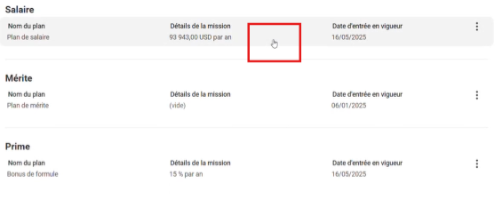 Salaire
Nom du plan Détails de la mission Date d'entrée en vigueur
Plan de salaire 93 943,00 USD par an 16/05/2025
Mérite
Nom du plan Détails de la mission Date d'entrée en vigueur
Plan de mérite (vide) 06/01/2025
Prime
Nom du plan Détails de la mission Date d'entrée en vigueur
Bonus de formule 15 % par an 16/05/2025